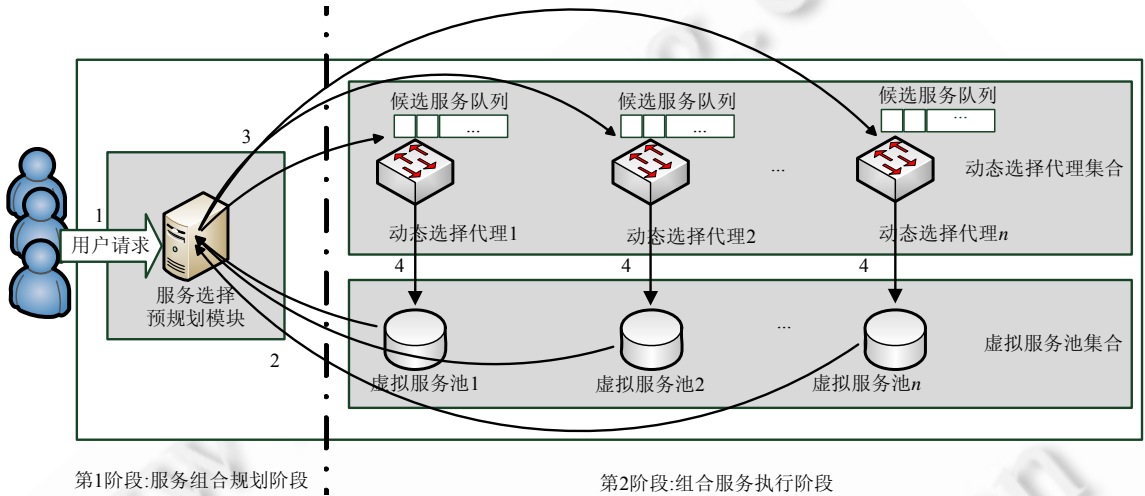 候选服务队列
候选服务队列
候选服务队列
...
...
...
3
动态选择代理集合
...
1
用户请求
动态选择代理1
动态选择代理2
动态选择代理n
4
4
4
服务选择
预规划模块
...
虚拟服务池集合
2
虚拟服务池1
虚拟服务池2
虚拟服务池n
第1阶段:服务组合规划阶段
第2阶段:组合服务执行阶段